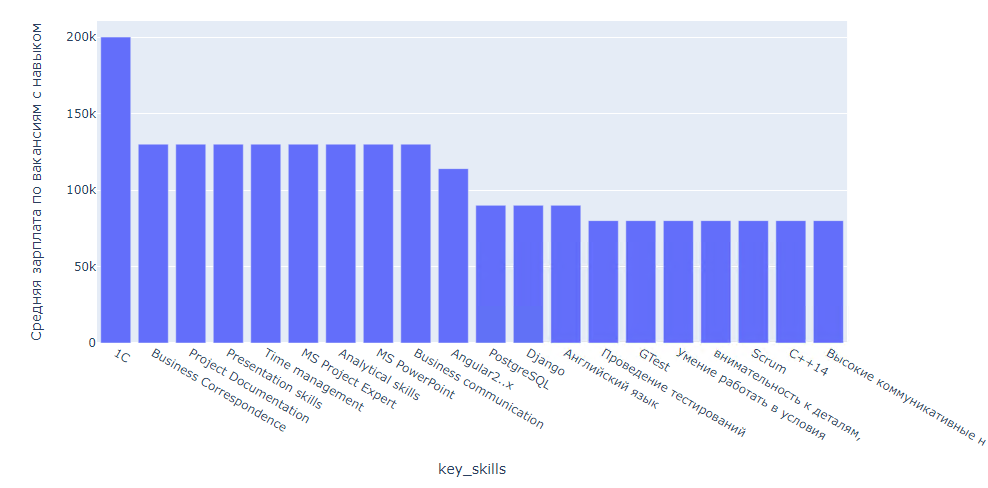 Средняя зарплата по вакансиям с навыком
200k
150k
100k
50k
0
1C
Business Correspondence
Project Documentation
Presentation skills
Time management
MS Project Expert
Analytical skills
MS PowerPoint
Business communication
Angular2..x
PostgreSQL
Django
Английский язык
Проведение тестирований
GTest
Умение работать в условия
внимательность к деталям,
Scrum
C++14
Высокие коммуникативные н
key_skills